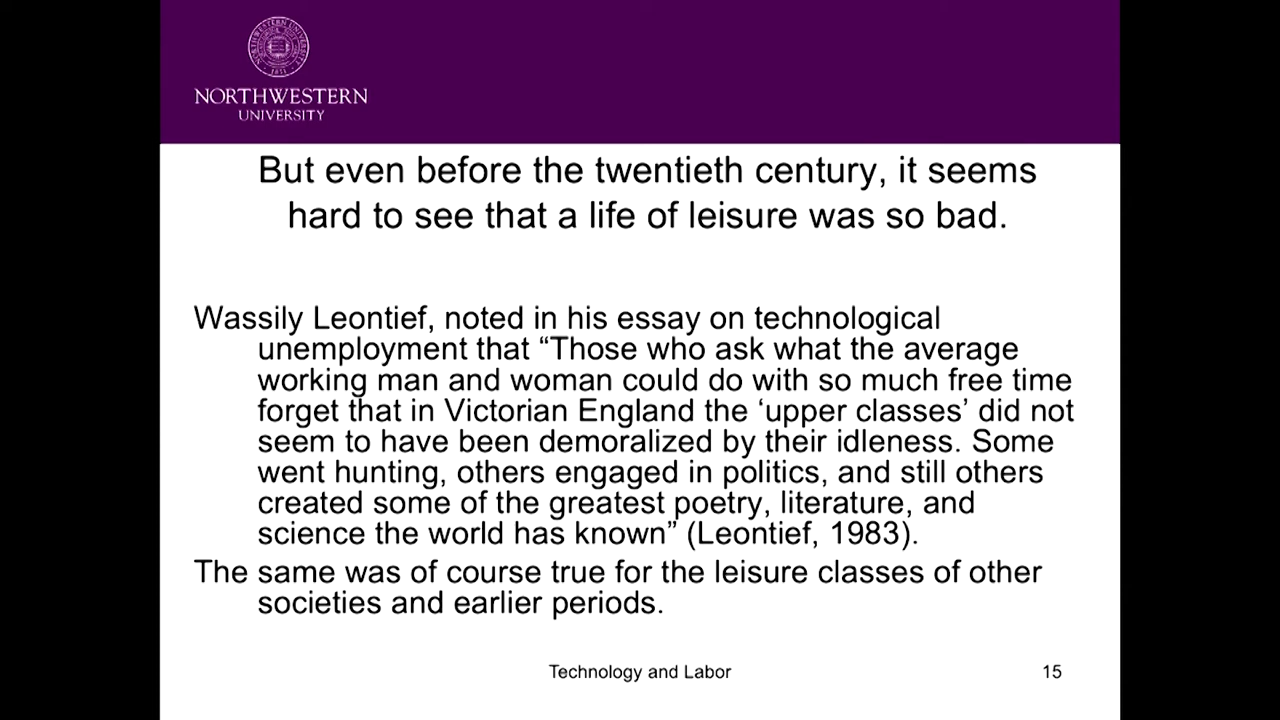 NORTHWESTERN
UNIVERSITY
But even before the twentieth century, it seems
hard to see that a life of leisure was so bad.
Wassily Leontief, noted in his essay on technological
unemployment that “Those who ask what the average
working man and woman could do with so much free time
forget that in Victorian England the ‘upper classes’ did not
seem to have been demoralized by their idleness. Some
went hunting, others engaged in politics, and still others
created some of the greatest poetry, literature, and
science the world has known” (Leontief, 1983).
The same was of course true for the leisure classes of other
societies and earlier periods.
Technology and Labor
15